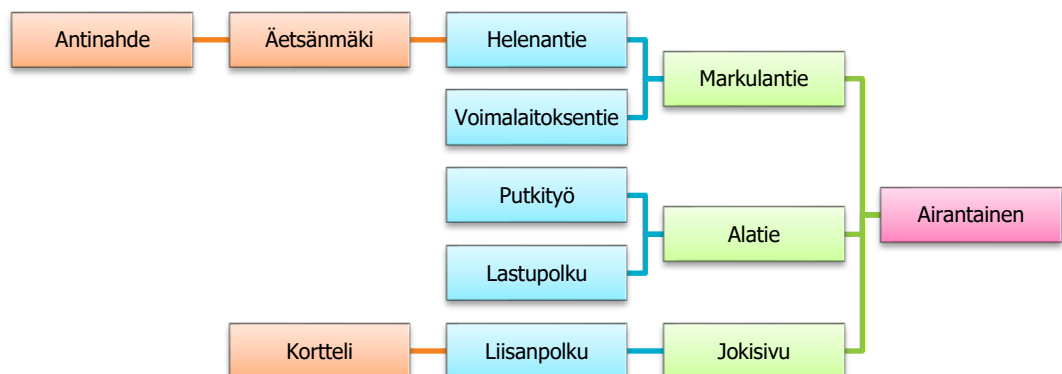 Antinahde
Äetsänmäki
Helenantie
Markulantie
Voimalaitoksentie
Putkityö
Airantainen
Alatie
Lastupolku
Kortteli
Liisanpolku
Jokisivu